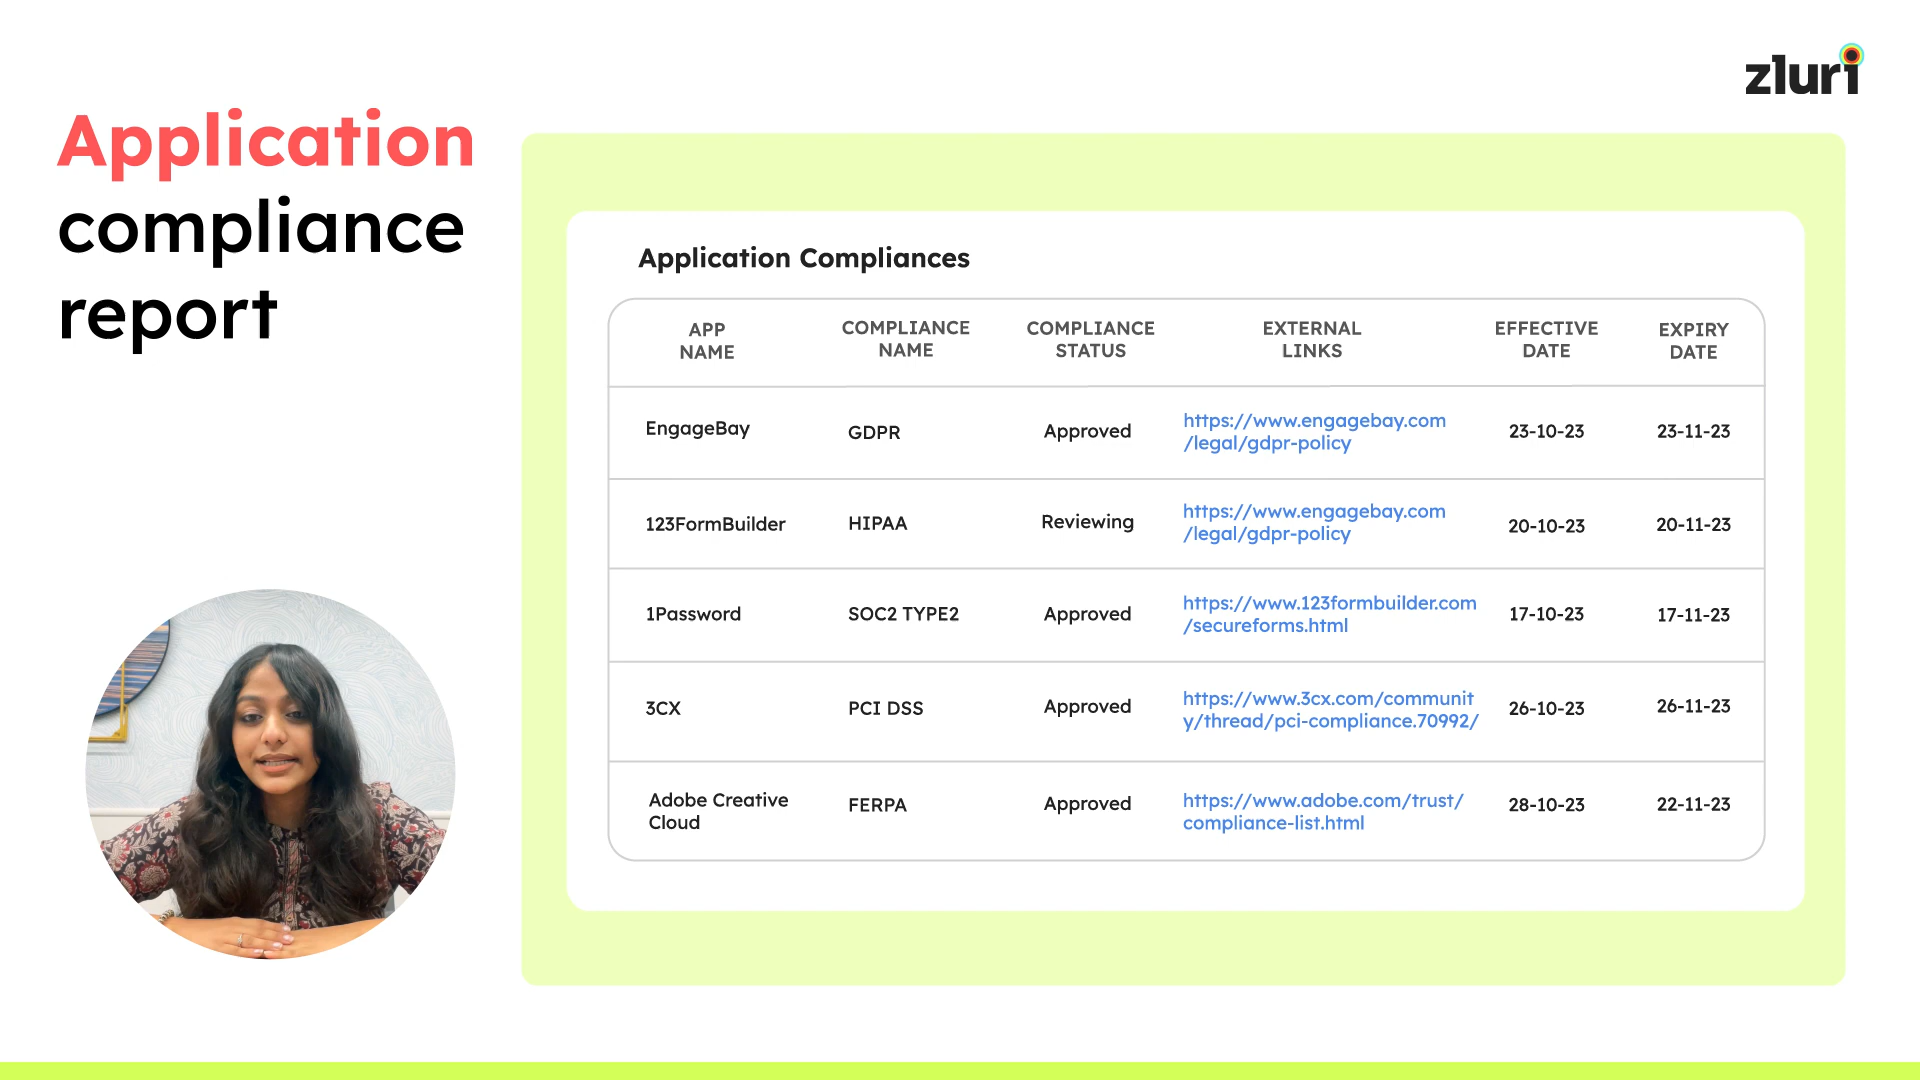 zluri
Application
compliance
report
Application Compliances
APP
NAME
COMPLIANCE
NAME
COMPLIANCE
STATUS
EXTERNAL
LINKS
EFFECTIVE
DATE
EXPIRY
DATE
EngageBay
GDPR
Approved
https://www.engagebay.com
/legal/gdpr-policy
23-10-23
23-11-23
123FormBuilder
HIPAA
Reviewing
https://www.engagebay.com
/legal/gdpr-policy
20-10-23
20-11-23
1Password
SOC2 TYPE2
Approved
https://www.123formbuilder.com
/secureforms.html
17-10-23
17-11-23
3CX
PCI DSS
Approved
https://www.3cx.com/communit
y/thread/pci-compliance.70992/
26-10-23
26-11-23
Adobe Creative
Cloud
FERPA
Approved
https://www.adobe.com/trust/
compliance-list.html
28-10-23
22-11-23